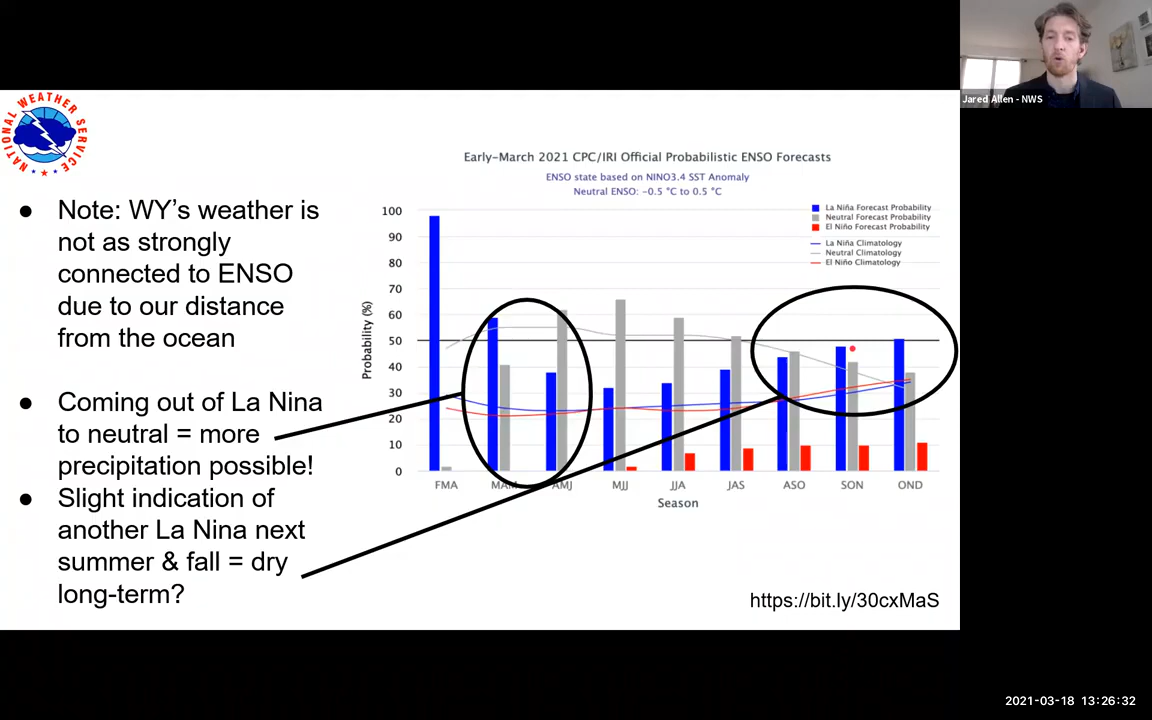 Jared Allen - NWS
NATIONAL WEATHER SERVICE
● Note: WY's weather is
not as strongly
connected to ENSO
due to our distance
from the ocean
● Coming out of La Nina
to neutral = more
precipitation possible!
● Slight indication of
another La Nina next
summer & fall = dry
long-term?
Early-March 2021 CPC/IRI Official Probabilistic ENSO Forecasts
ENSO state based on NINO3.4 SST Anomaly
Neutral ENSO: -0.5 °C to 0.5 °C
La Niña Forecast Probability
Neutral Forecast Probability
El Niño Forecast Probability
La Niña Climatology
Neutral Climatology
El Niño Climatology
Probability (%)
100
90
80
70
60
50
40
30
20
10
0
FMA MAM AMJ MJJ JJA JAS ASO SON OND
Season
https://bit.ly/30cxMaS
2021-03-18 13:26:32